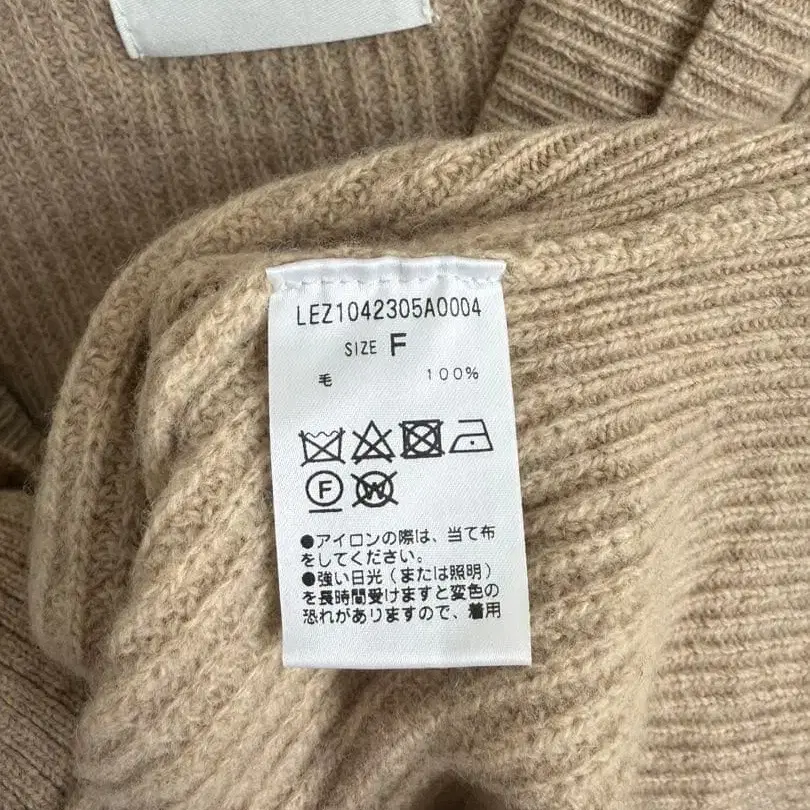 LEZ1042305A0004
SIZE F
毛 100%
F W
●アイロンの際は、当て布
をしてください。
●強い日光(または照明)
を長時間受けますと変色の
恐れがありますので、着用